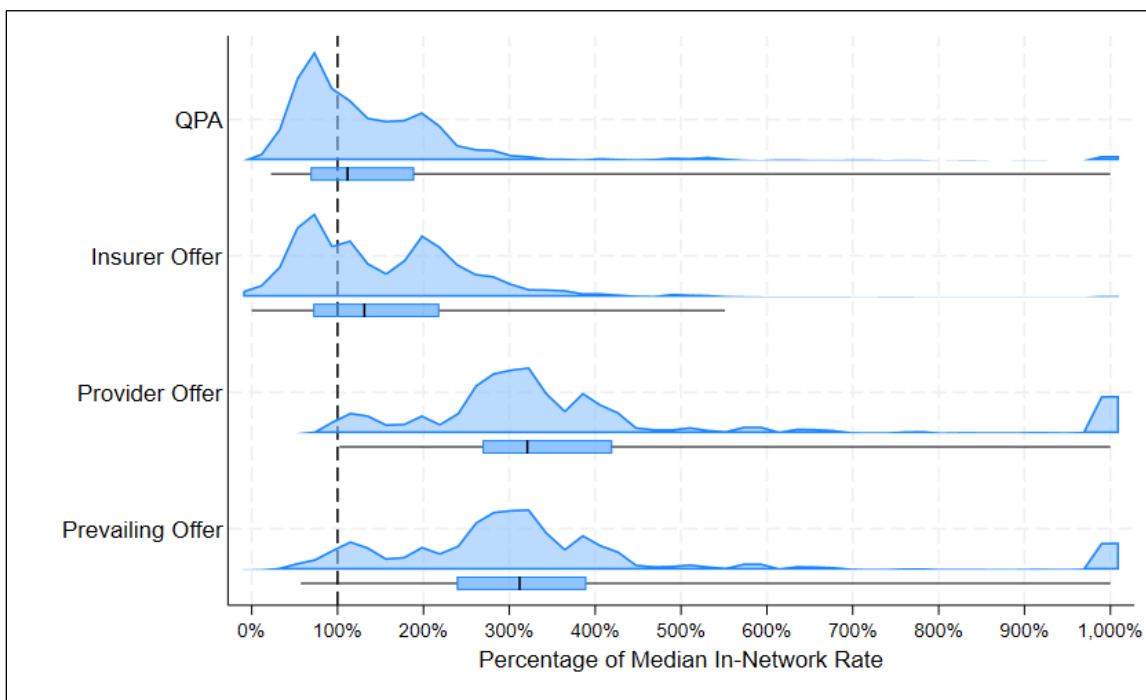 QPA
Insurer Offer
Provider Offer
Prevailing Offer
0% 100% 200% 300% 400% 500% 600% 700% 800% 900% 1,000%
Percentage of Median In-Network Rate